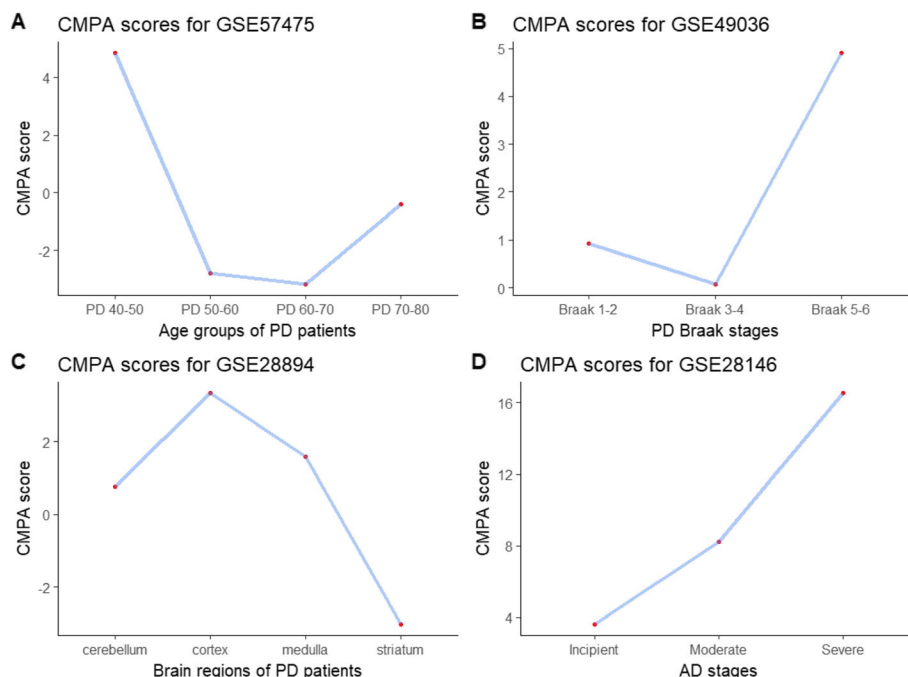 A
CMPA scores for GSE57475
CMPA score
4
2
0
-2
PD 40-50 PD 50-60 PD 60-70 PD 70-80
Age groups of PD patients
B
CMPA scores for GSE49036
CMPA score
5
4
3
2
1
0
Braak 1-2 Braak 3-4 Braak 5-6
PD Braak stages
C
CMPA scores for GSE28894
CMPA score
2
0
-2
cerebellum cortex medulla striatum
Brain regions of PD patients
D
CMPA scores for GSE28146
CMPA score
16
12
8
4
Incipient Moderate Severe
AD stages